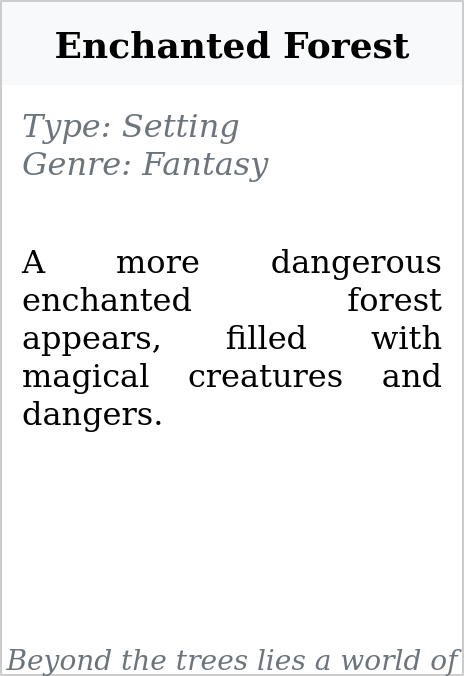 Enchanted Forest
Type: Setting
Genre: Fantasy
A more dangerous
enchanted forest
appears, filled with
magical creatures and
dangers.
Beyond the trees lies a world of